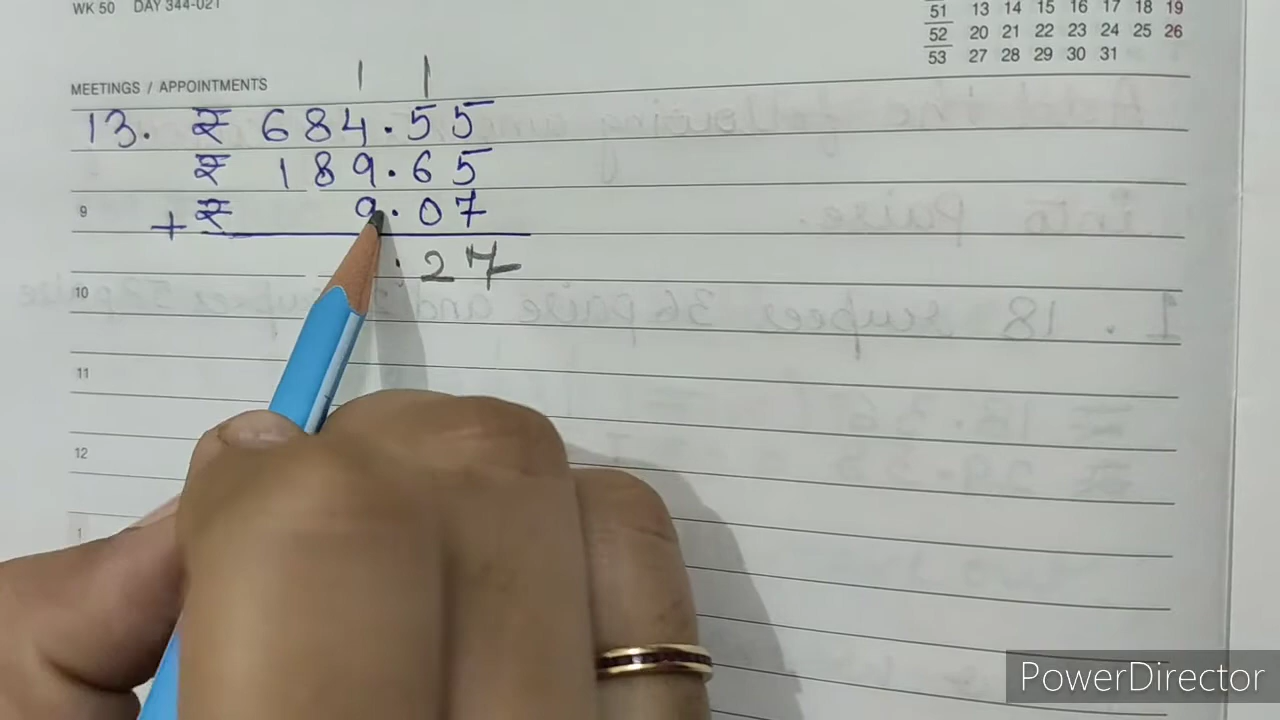 WK 50 DAY 344-021
51 13 14 15 16 17 18 19
52 20 21 22 23 24 25 26
53 27 28 29 30 31
MEETINGS / APPOINTMENTS
1 1
13. ₹ 684.55
₹ 189.65
9 + ₹ 9.07
.27
10
11
12
1
PowerDirector